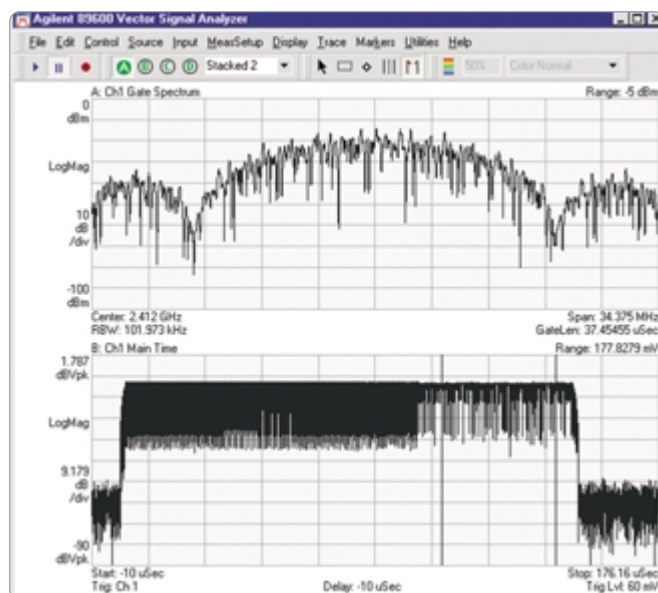 Agilent 89600 Vector Signal Analyzer
File Edit Control Source Input MeasSetup Display Trace Markers Utilities Help
A B C D Stacked 2 50% Color Normal
A: Ch1 Gate Spectrum Range: -5 dBm
0
dBm
LogMag
10
dB
/div
-100
dBm
Center: 2.412 GHz Span: 34.375 MHz
RBW: 101.973 kHz GateLen: 37.45455 uSec
B: Ch1 Main Time Range: 177.8279 mV
1.787
dBVpk
LogMag
9.179
dB
/div
-90
dBVpk
Start: -10 uSec Stop: 176.16 uSec
Trig: Ch 1 Delay: -10 uSec Trig Lvl: 60 mV